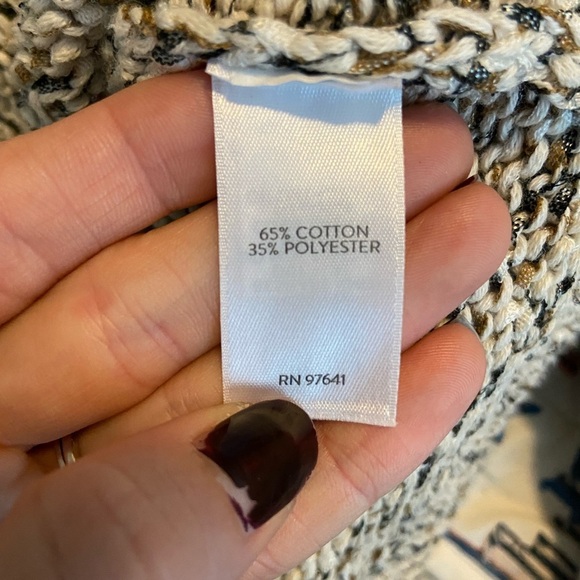 65% COTTON
35% POLYESTER
RN 97641